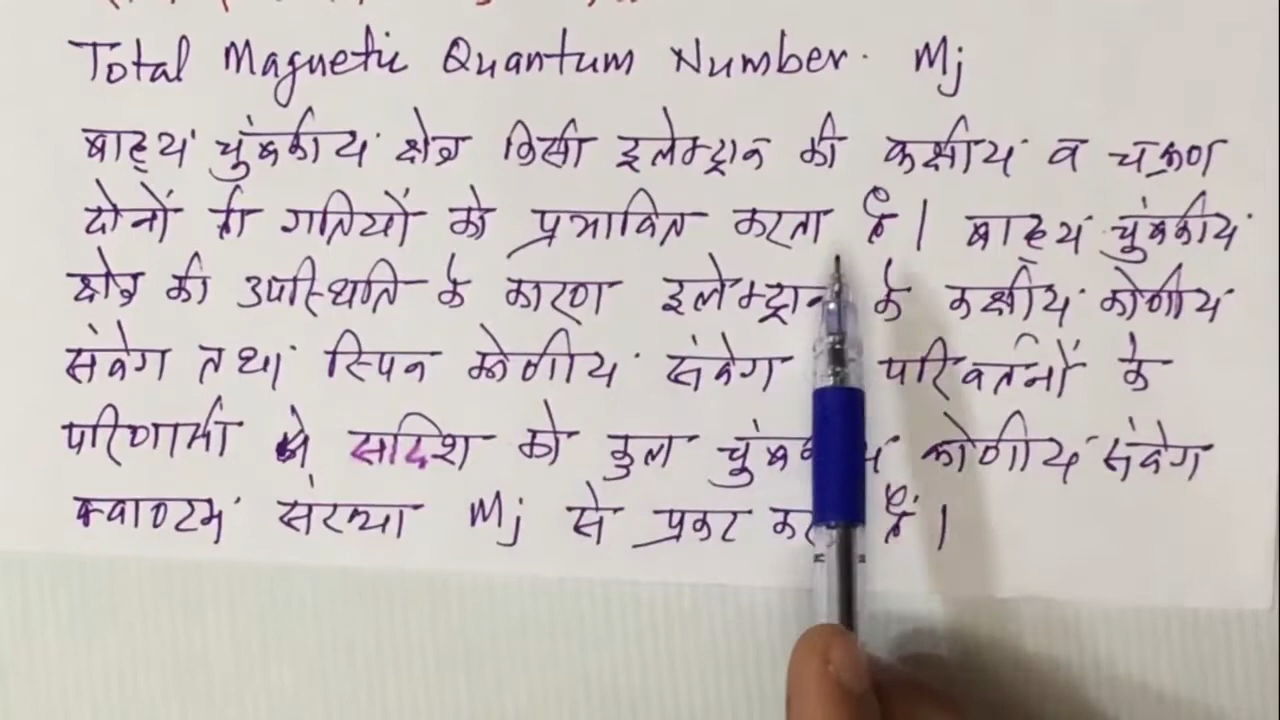 Total Magnetic Quantum Number. Mj
बाह्य चुंबकीय क्षेत्र किसी इलेक्ट्रान की कक्षीय व चक्रण
दोनों ही गतियों को प्रभावित करता है। बाह्य चुंबकीय
क्षेत्र की उपस्थिति के कारण इलेक्ट्रान के कक्षीय कोणीय
संवेग तथा स्पिन कोणीय संवेग परिवर्तनों के
परिणामी सदिश को कुल चुंबकीय कोणीय संवेग
क्वाण्टम संख्या Mj से प्रकट हैं।